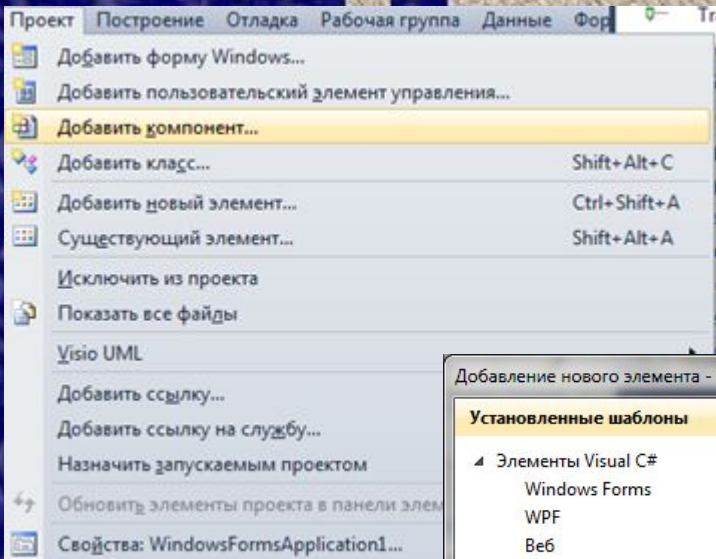 Проект Построение Отладка Рабочая группа Данные Фор Tr
Добавить форму Windows...
Добавить пользовательский элемент управления...
Добавить компонент...
Добавить класс... Shift+Alt+C
Добавить новый элемент... Ctrl+Shift+A
Существующий элемент... Shift+Alt+A
Исключить из проекта
Показать все файлы
Visio UML
Добавить ссылку...
Добавить ссылку на службу...
Назначить запускаемым проектом
Обновить элементы проекта в панели элем
Свойства: WindowsFormsApplication1...
Добавление нового элемента -
Установленные шаблоны
Элементы Visual C#
Windows Forms
WPF
Веб